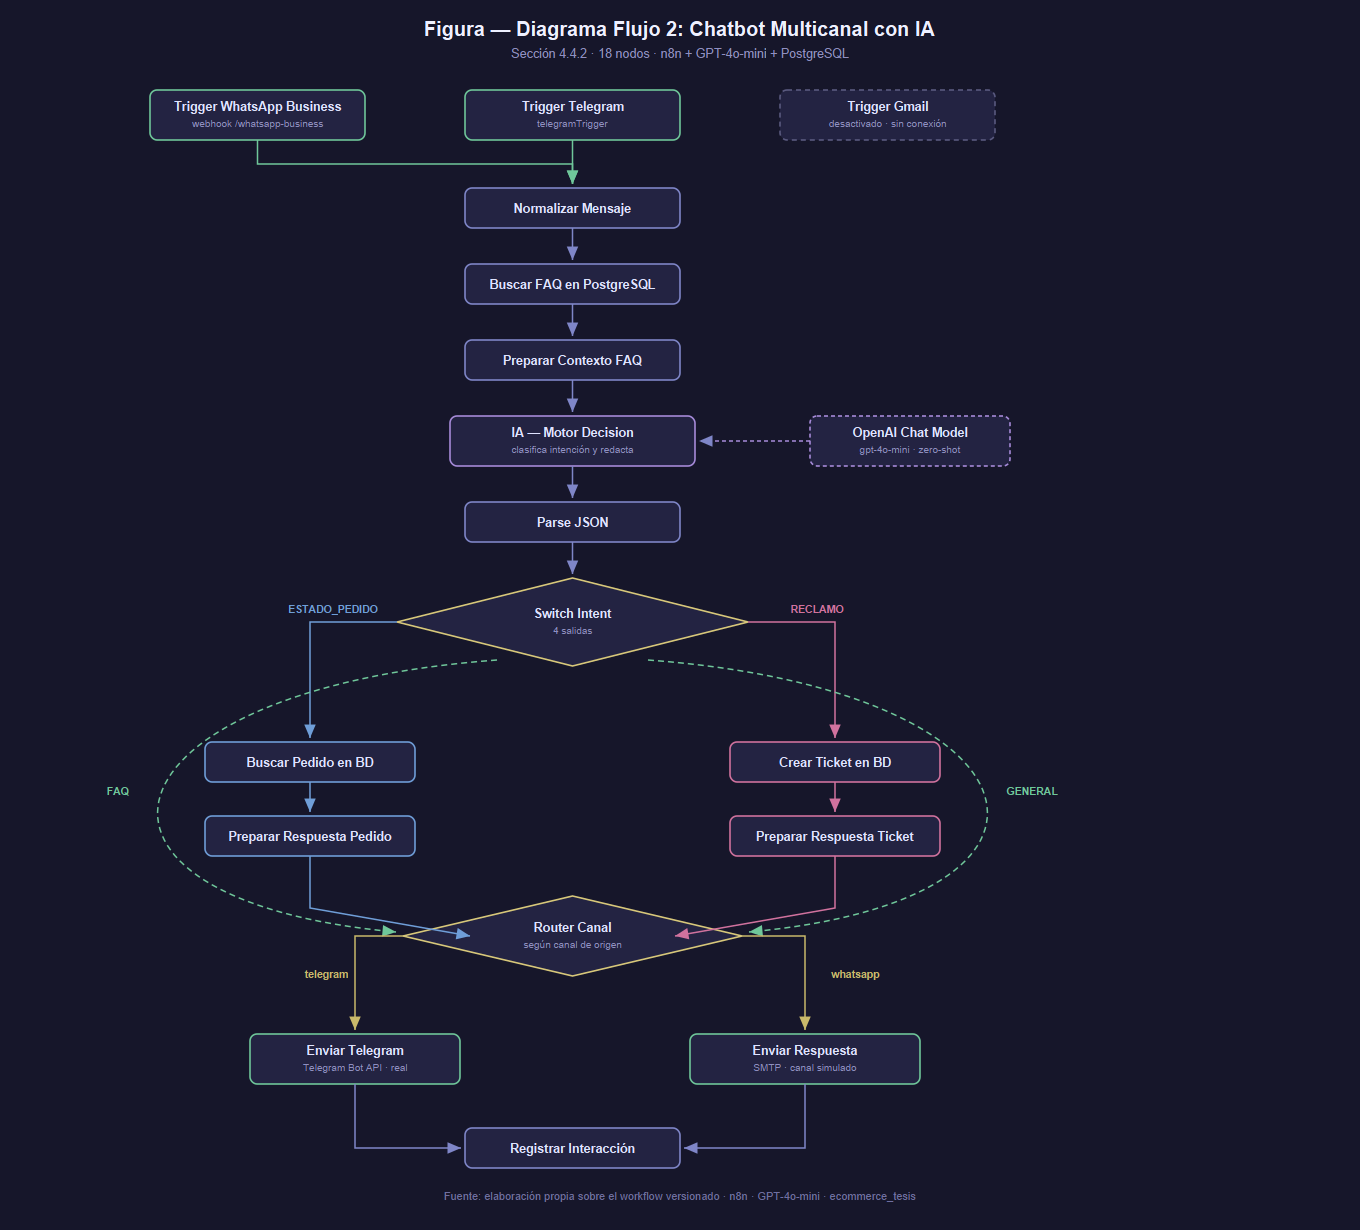 Figura — Diagrama Flujo 2: Chatbot Multicanal con IA
Sección 4.4.2 · 18 nodos · n8n + GPT-4o-mini + PostgreSQL
Trigger WhatsApp Business
webhook /whatsapp-business
Trigger Telegram
telegramTrigger
Trigger Gmail
desactivado · sin conexión
Normalizar Mensaje
Buscar FAQ en PostgreSQL
Preparar Contexto FAQ
IA — Motor Decision
clasifica intención y redacta
OpenAI Chat Model
gpt-4o-mini · zero-shot
Parse JSON
ESTADO_PEDIDO
Switch Intent
4 salidas
RECLAMO
Buscar Pedido en BD
Crear Ticket en BD
FAQ
GENERAL
Preparar Respuesta Pedido
Preparar Respuesta Ticket
Router Canal
según canal de origen
telegram
whatsapp
Enviar Telegram
Telegram Bot API · real
Enviar Respuesta
SMTP · canal simulado
Registrar Interacción
Fuente: elaboración propia sobre el workflow versionado · n8n · GPT-4o-mini · ecommerce_tesis